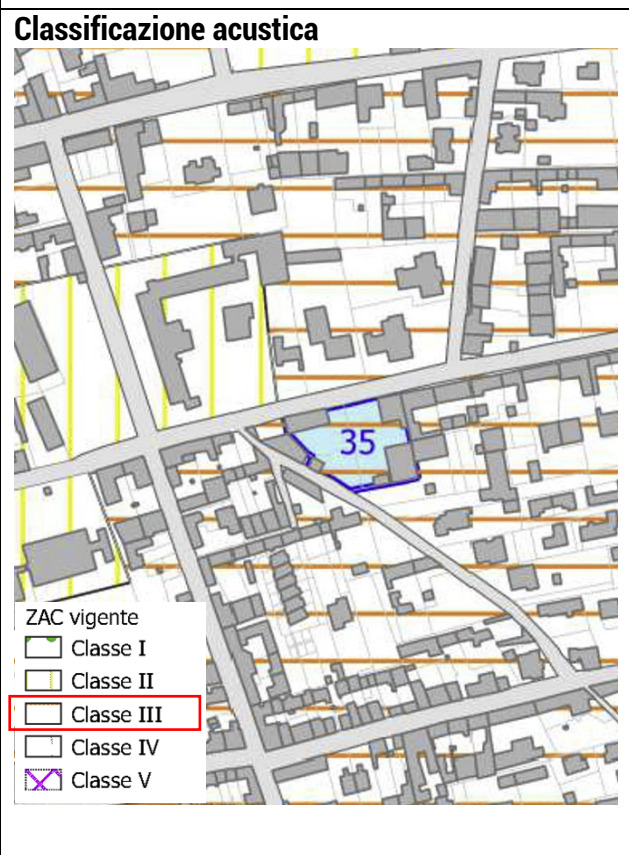 Classificazione acustica
35
ZAC vigente
Classe I
Classe II
Classe III
Classe IV
Classe V